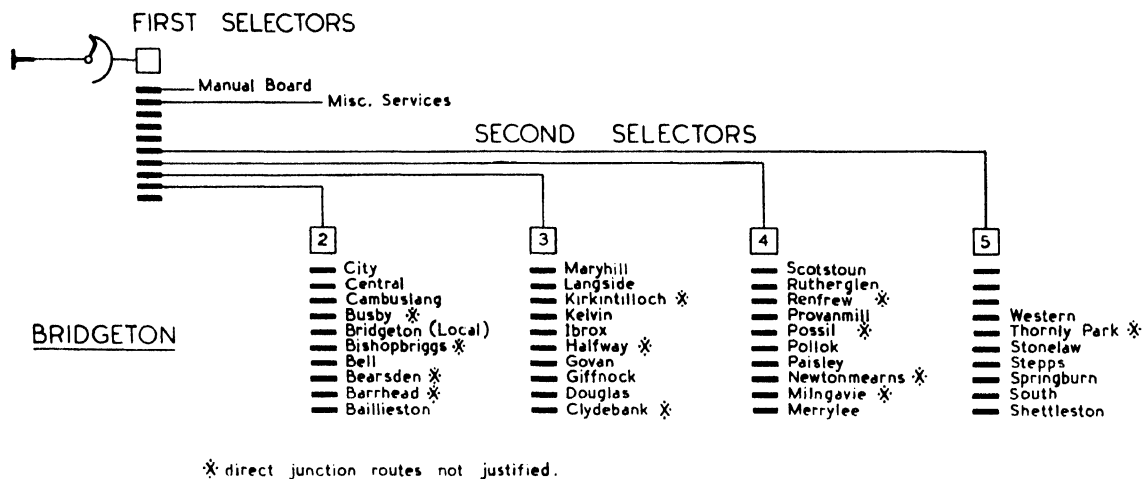 FIRST SELECTORS
Manual Board
Misc. Services
SECOND SELECTORS
2
3
4
5
City
Central
Cambuslang
Busby ※
Bridgeton (Local)
Bishopbriggs ※
Bell
Bearsden ※
Barrhead ※
Baillieston
Maryhill
Langside
Kirkintilloch ※
Kelvin
Ibrox
Halfway ※
Govan
Giffnock
Douglas
Clydebank ※
Scotstoun
Rutherglen
Renfrew ※
Provanmill
Possil ※
Pollok
Paisley
Newtonmearns ※
Milngavie ※
Merrylee
Western
Thornly Park ※
Stonelaw
Stepps
Springburn
South
Shettleston
BRIDGETON
※ direct junction routes not justified.